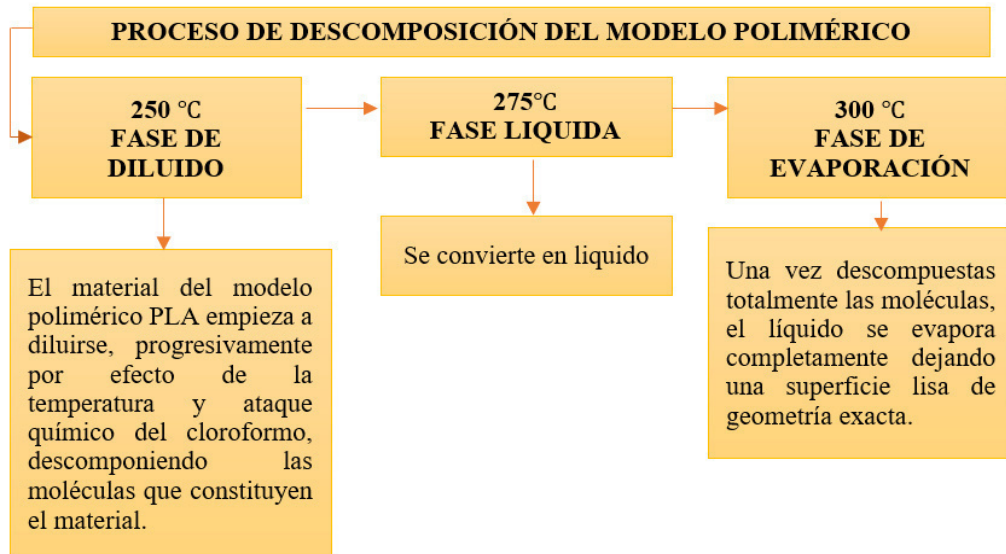 PROCESO DE DESCOMPOSICIÓN DEL MODELO POLIMÉRICO
250 °C
FASE DE
DILUIDO
275°C
FASE LIQUIDA
300 °C
FASE DE
EVAPORACIÓN
El material del modelo
polimérico PLA empieza a
diluirse, progresivamente
por efecto de la
temperatura y ataque
químico del cloroformo,
descomponiendo las
moléculas que constituyen
el material.
Se convierte en liquido
Una vez descompuestas
totalmente las moléculas,
el líquido se evapora
completamente dejando
una superficie lisa de
geometría exacta.